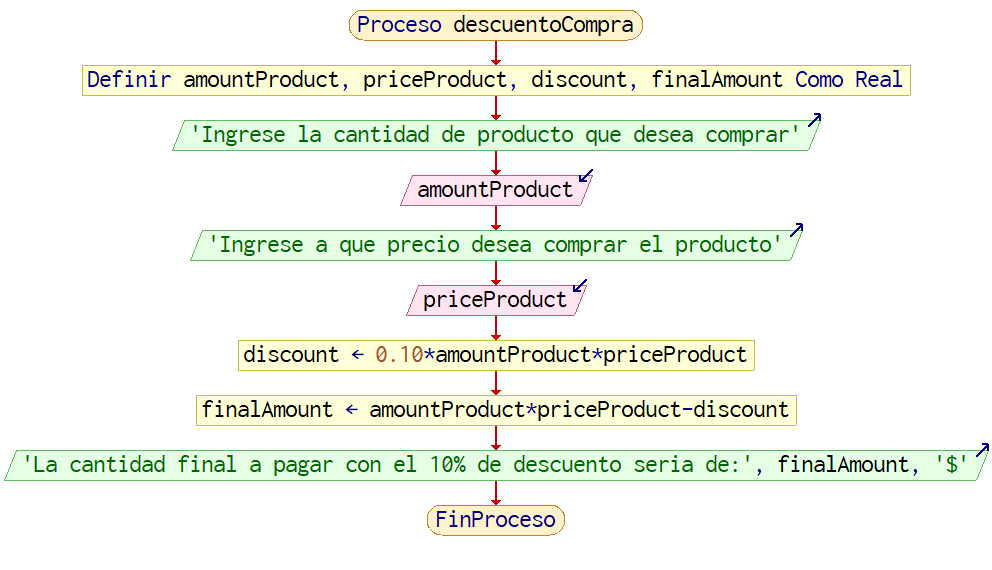 Proceso descuentoCompra
Definir amountProduct, priceProduct, discount, finalAmount Como Real
'Ingrese la cantidad de producto que desea comprar'
amountProduct
'Ingrese a que precio desea comprar el producto'
priceProduct
discount ← 0.10*amountProduct*priceProduct
finalAmount ← amountProduct*priceProduct-discount
'La cantidad final a pagar con el 10% de descuento seria de:', finalAmount, '$'
FinProceso